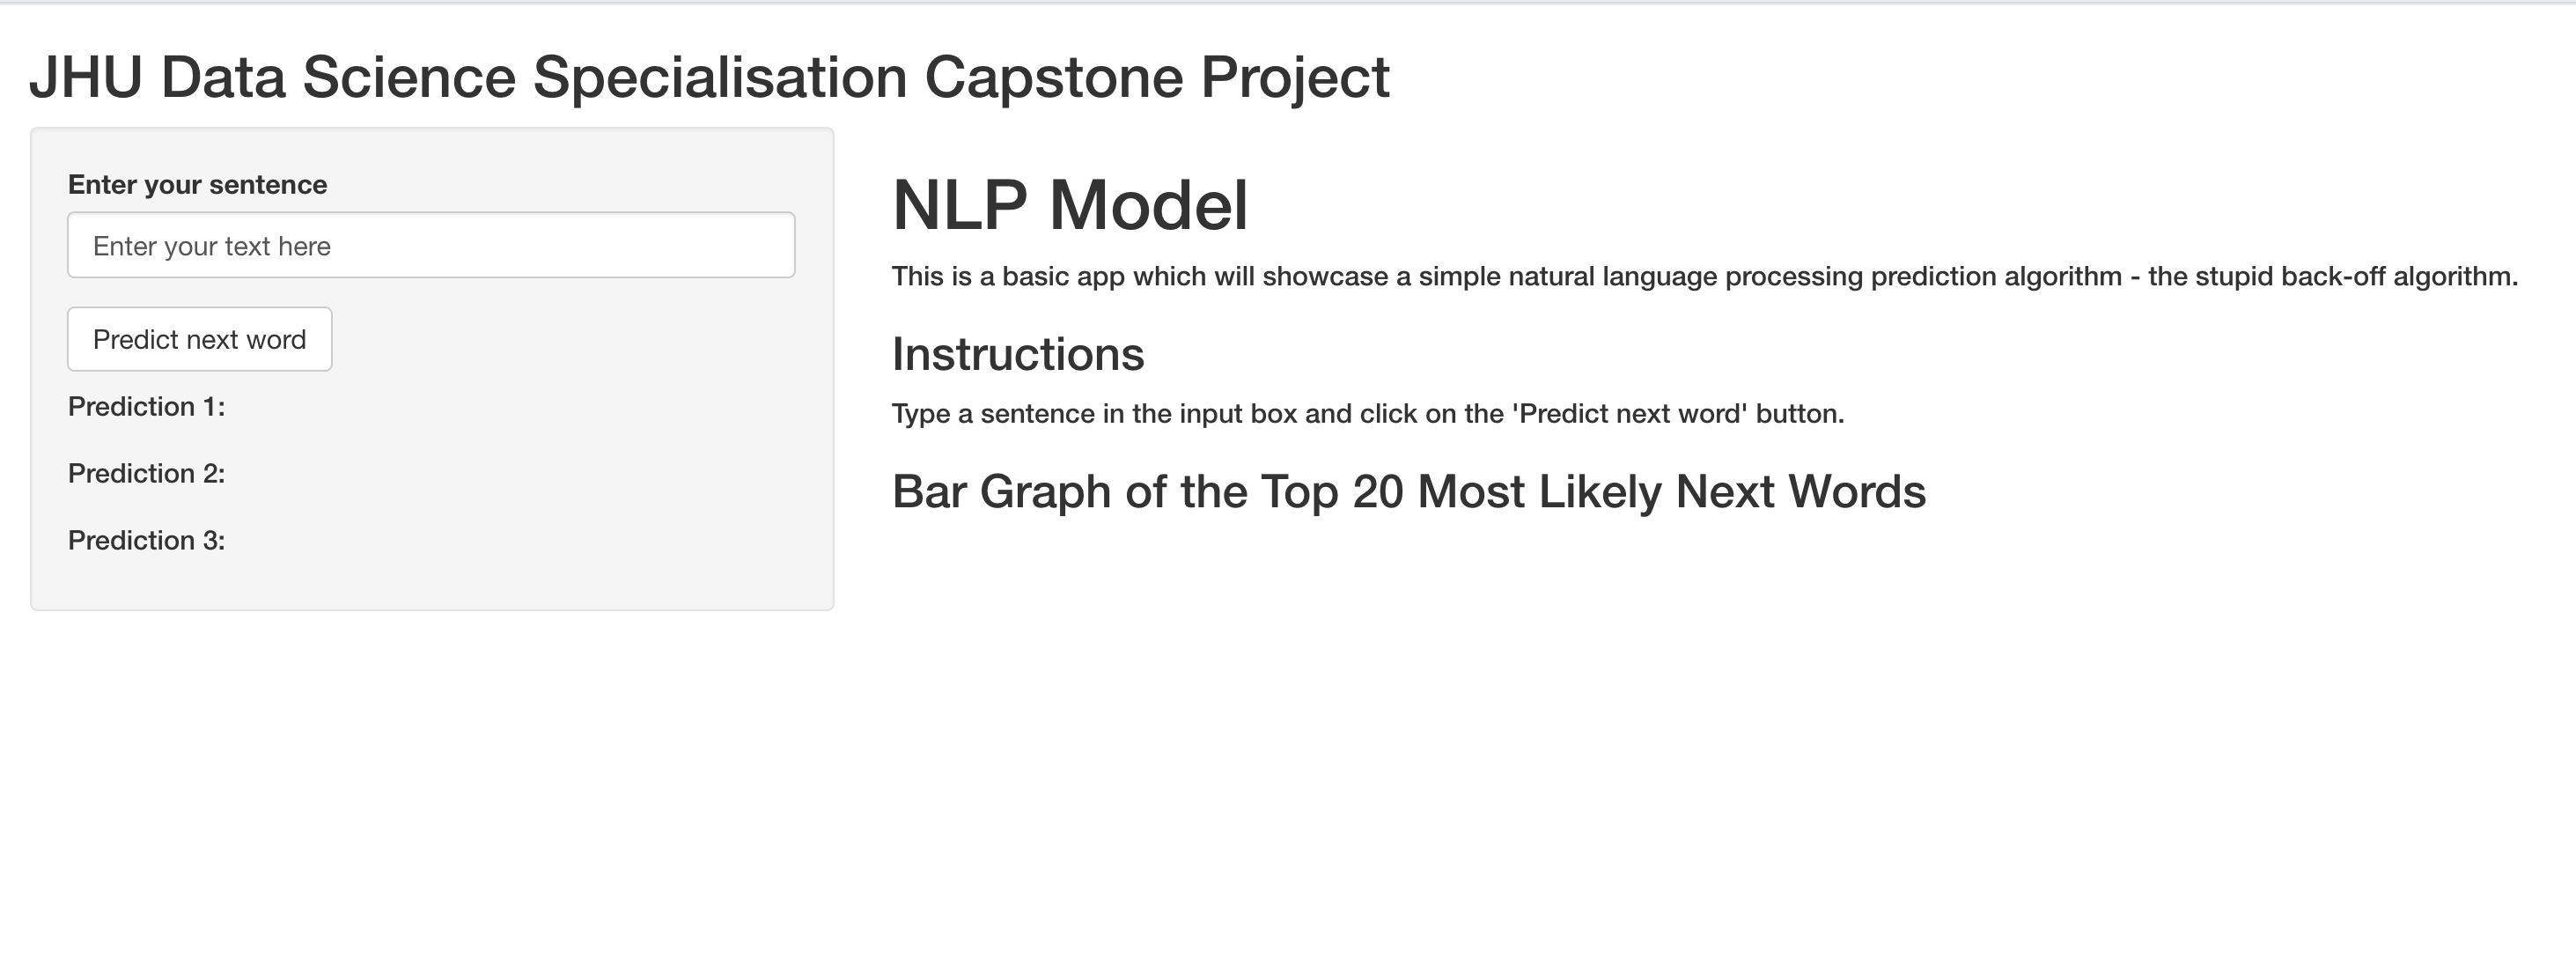 JHU Data Science Specialisation Capstone Project
Enter your sentence
Enter your text here
Predict next word
Prediction 1:
Prediction 2:
Prediction 3:
NLP Model
This is a basic app which will showcase a simple natural language processing prediction algorithm - the stupid back-off algorithm.
Instructions
Type a sentence in the input box and click on the 'Predict next word' button.
Bar Graph of the Top 20 Most Likely Next Words